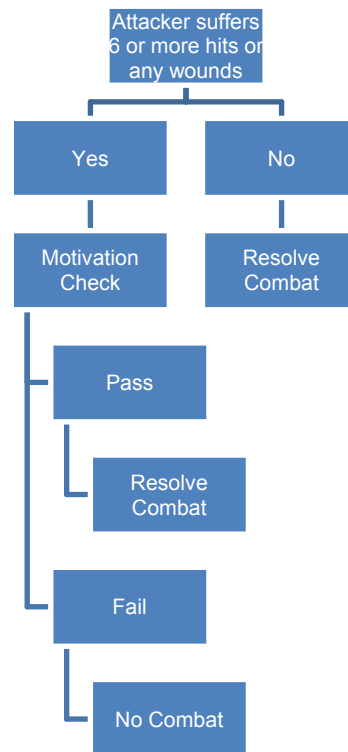 Attacker suffers
6 or more hits or
any wounds
Yes
No
Motivation
Check
Resolve
Combat
Pass
Resolve
Combat
Fail
No Combat